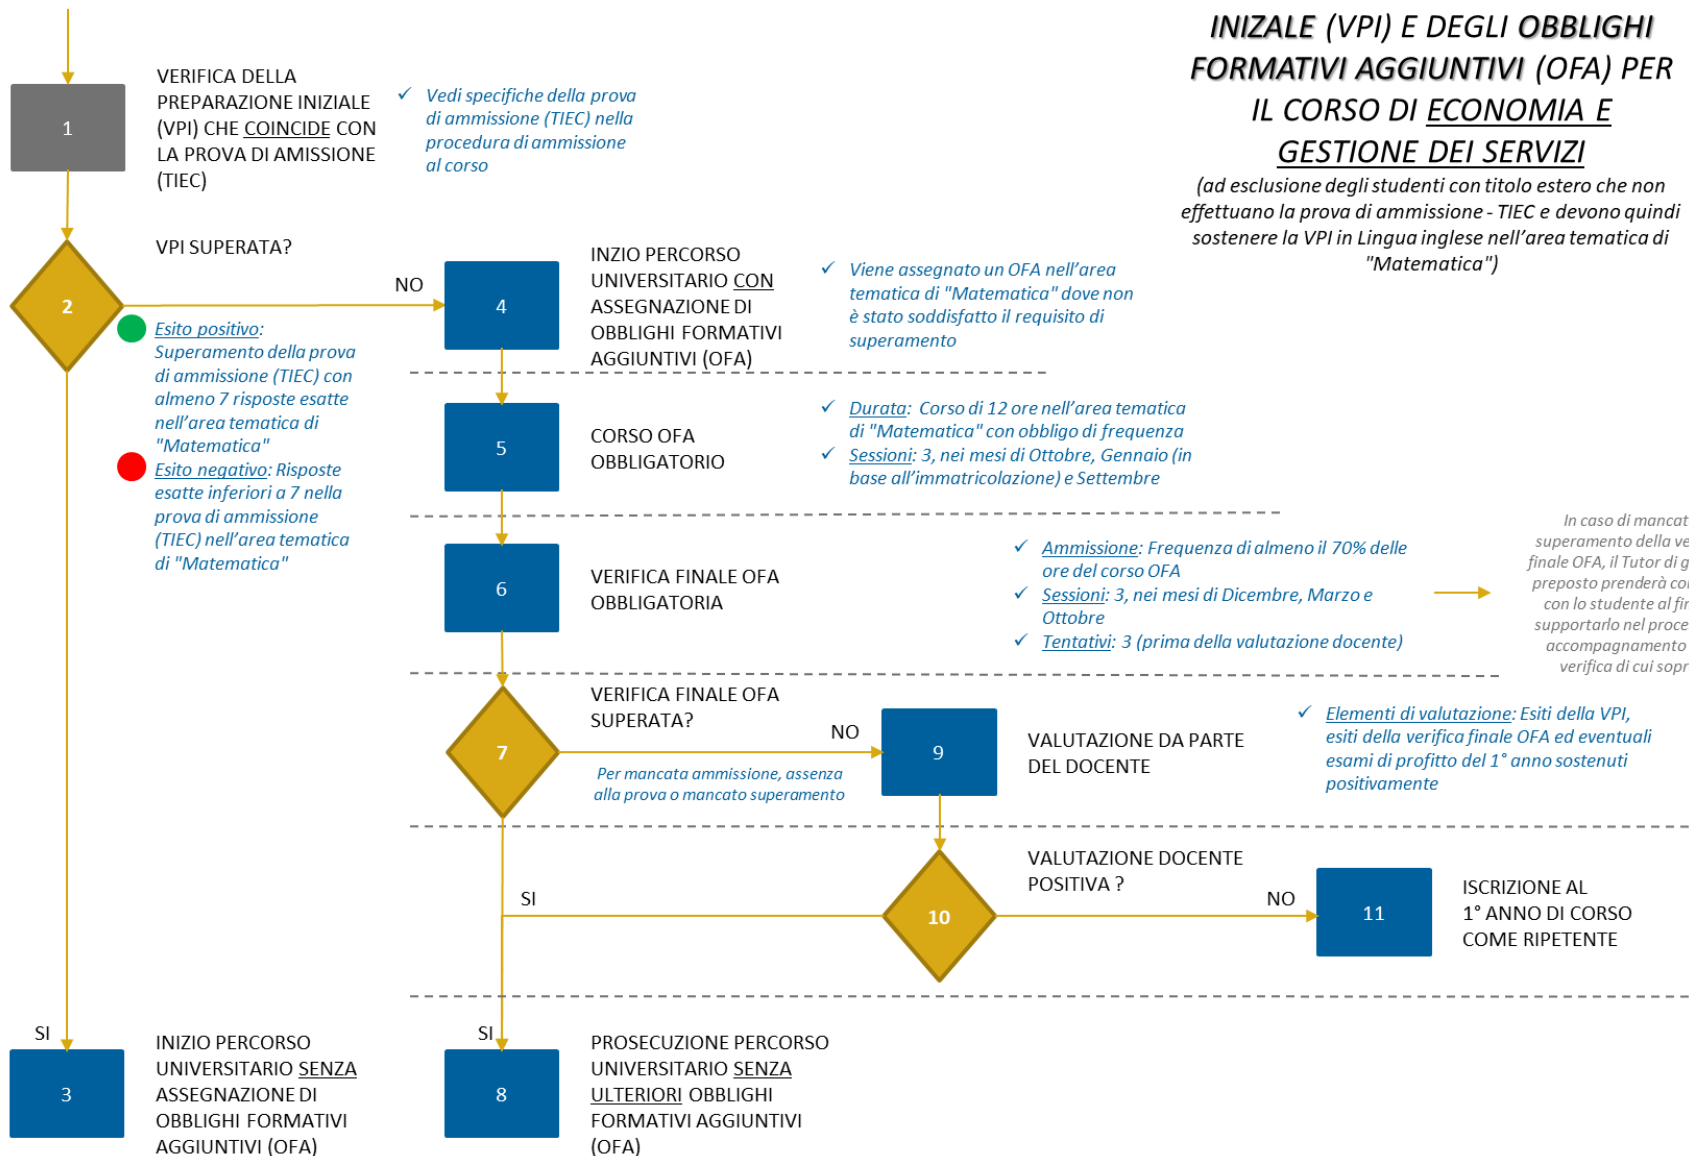 INIZALE (VPI) E DEGLI OBBLIGHI
FORMATIVI AGGIUNTIVI (OFA) PER
IL CORSO DI ECONOMIA E
GESTIONE DEI SERVIZI
(ad esclusione degli studenti con titolo estero che non
effettuano la prova di ammissione - TIEC e devono quindi
sostenere la VPI in Lingua inglese nell'area tematica di
"Matematica")
1
VERIFICA DELLA
PREPARAZIONE INIZIALE
(VPI) CHE COINCIDE CON
LA PROVA DI AMISSIONE
(TIEC)
✓ Vedi specifiche della prova
di ammissione (TIEC) nella
procedura di ammissione
al corso
2
VPI SUPERATA?
NO
Esito positivo:
Superamento della prova
di ammissione (TIEC) con
almeno 7 risposte esatte
nell'area tematica di
"Matematica"
Esito negativo: Risposte
esatte inferiori a 7 nella
prova di ammissione
(TIEC) nell'area tematica
di "Matematica"
4
INZIO PERCORSO
UNIVERSITARIO CON
ASSEGNAZIONE DI
OBBLIGHI FORMATIVI
AGGIUNTIVI (OFA)
✓ Viene assegnato un OFA nell'area
tematica di "Matematica" dove non
è stato soddisfatto il requisito di
superamento
5
CORSO OFA
OBBLIGATORIO
✓ Durata: Corso di 12 ore nell'area tematica
di "Matematica" con obbligo di frequenza
✓ Sessioni: 3, nei mesi di Ottobre, Gennaio (in
base all'immatricolazione) e Settembre
6
VERIFICA FINALE OFA
OBBLIGATORIA
✓ Ammissione: Frequenza di almeno il 70% delle
ore del corso OFA
✓ Sessioni: 3, nei mesi di Dicembre, Marzo e
Ottobre
✓ Tentativi: 3 (prima della valutazione docente)
In caso di mancat
superamento della ve
finale OFA, il Tutor di g
preposto prenderà co
con lo studente al fin
supportarlo nel proce
accompagnamento
verifica di cui sopr
7
VERIFICA FINALE OFA
SUPERATA?
NO
Per mancata ammissione, assenza
alla prova o mancato superamento
9
VALUTAZIONE DA PARTE
DEL DOCENTE
✓ Elementi di valutazione: Esiti della VPI,
esiti della verifica finale OFA ed eventuali
esami di profitto del 1° anno sostenuti
positivamente
10
VALUTAZIONE DOCENTE
POSITIVA ?
SI
NO
11
ISCRIZIONE AL
1° ANNO DI CORSO
COME RIPETENTE
SI
3
INIZIO PERCORSO
UNIVERSITARIO SENZA
ASSEGNAZIONE DI
OBBLIGHI FORMATIVI
AGGIUNTIVI (OFA)
SI
8
PROSECUZIONE PERCORSO
UNIVERSITARIO SENZA
ULTERIORI OBBLIGHI
FORMATIVI AGGIUNTIVI
(OFA)